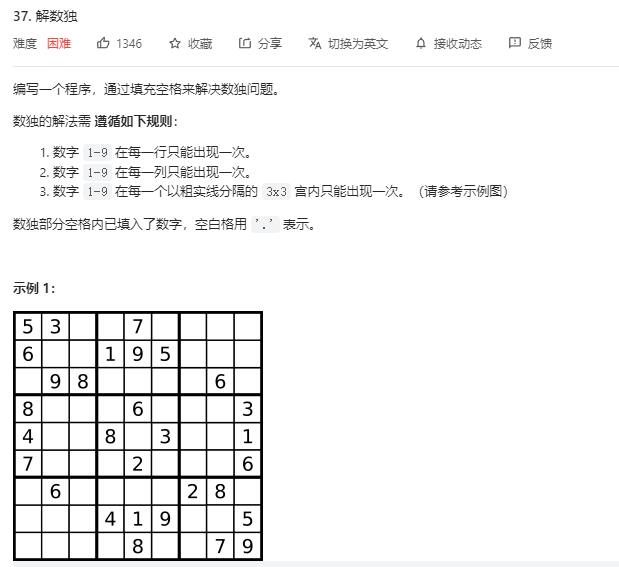 37. 解数独
难度 困难 1346 收藏 分享 切换为英文 接收动态 反馈
编写一个程序，通过填充空格来解决数独问题。
数独的解法需 遵循如下规则：
1. 数字 1-9 在每一行只能出现一次。
2. 数字 1-9 在每一列只能出现一次。
3. 数字 1-9 在每一个以粗实线分隔的 3x3 宫内只能出现一次。（请参考示例图）
数独部分空格内已填入了数字，空白格用 '.' 表示。
示例 1：
5 3 7
6 1 9 5
9 8 6
8 6 3
4 8 3 1
7 2 6
6 2 8
4 1 9 5
8 7 9